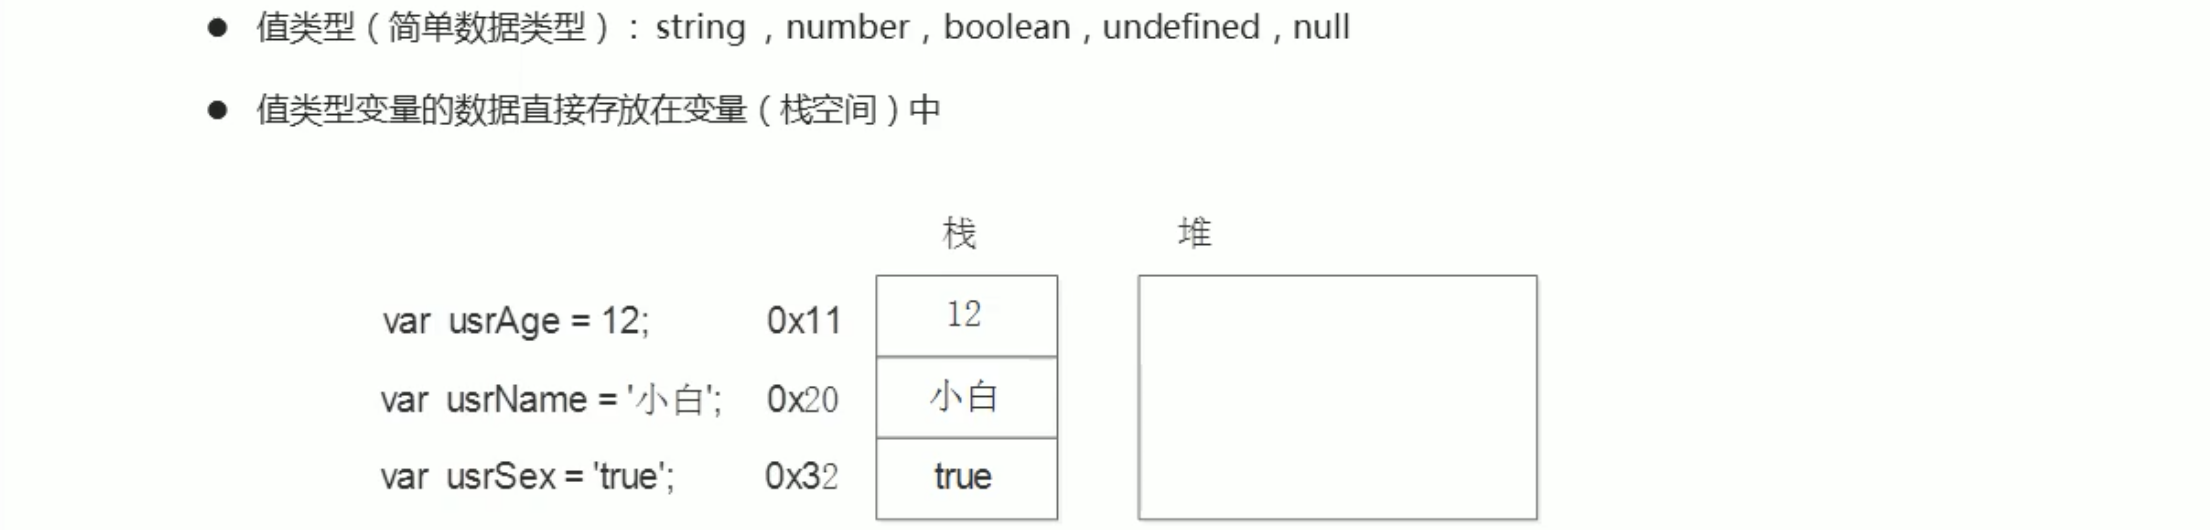 ● 值类型（简单数据类型）: string , number , boolean , undefined , null
● 值类型变量的数据直接存放在变量（栈空间）中
栈 堆
var usrAge = 12; 0x11 12
var usrName = '小白'; 0x20 小白
var usrSex = 'true'; 0x32 true